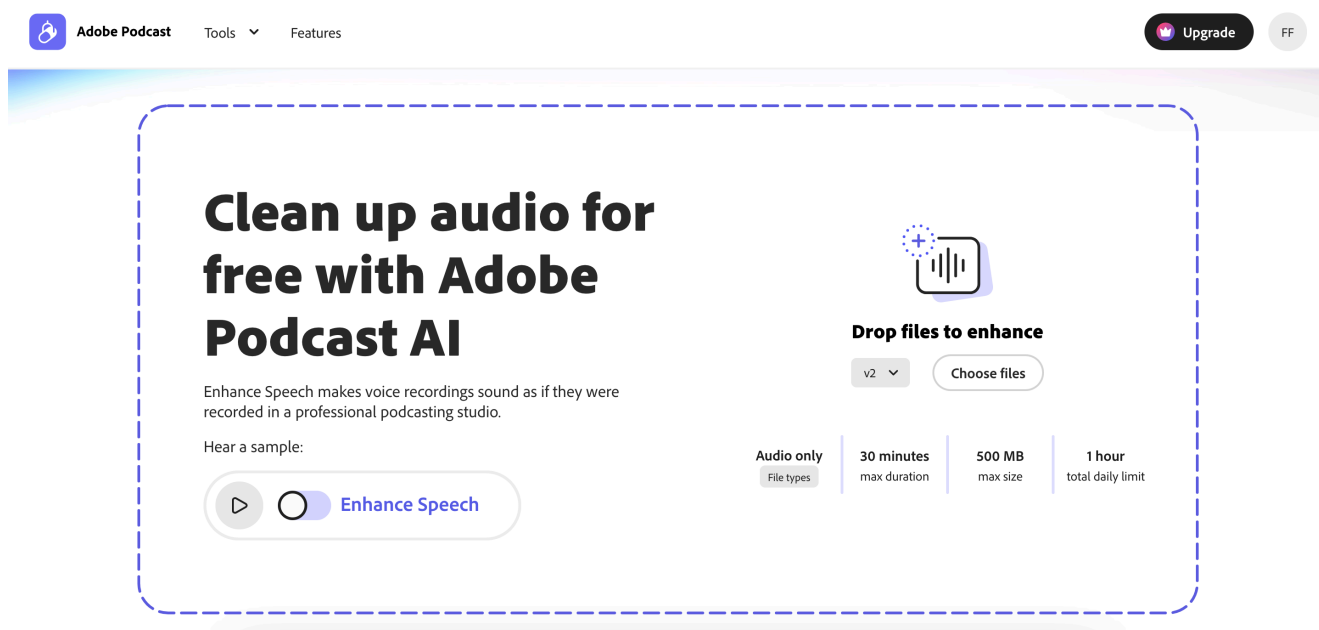 Adobe Podcast
Tools
Features
Upgrade
FF
Clean up audio for
free with Adobe
Podcast AI
Enhance Speech makes voice recordings sound as if they were
recorded in a professional podcasting studio.
Hear a sample:
Enhance Speech
Drop files to enhance
v2
Choose files
Audio only
File types
30 minutes
max duration
500 MB
max size
1 hour
total daily limit